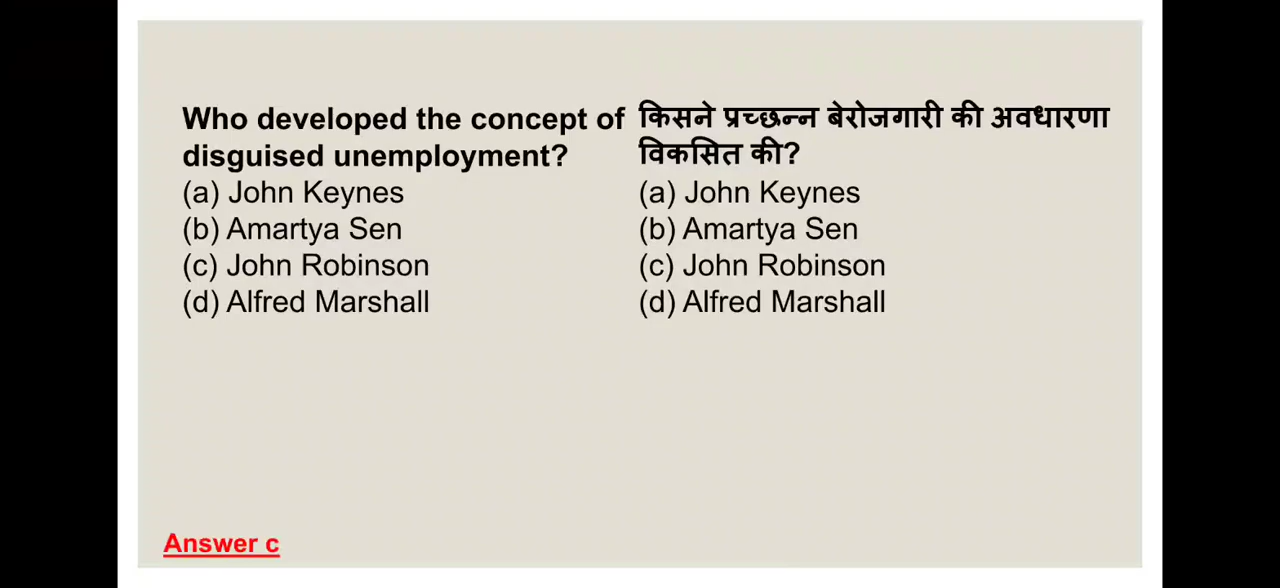 Who developed the concept of
disguised unemployment?
(a) John Keynes
(b) Amartya Sen
(c) John Robinson
(d) Alfred Marshall
किसने प्रच्छन्न बेरोजगारी की अवधारणा
विकसित की?
(a) John Keynes
(b) Amartya Sen
(c) John Robinson
(d) Alfred Marshall
Answer c